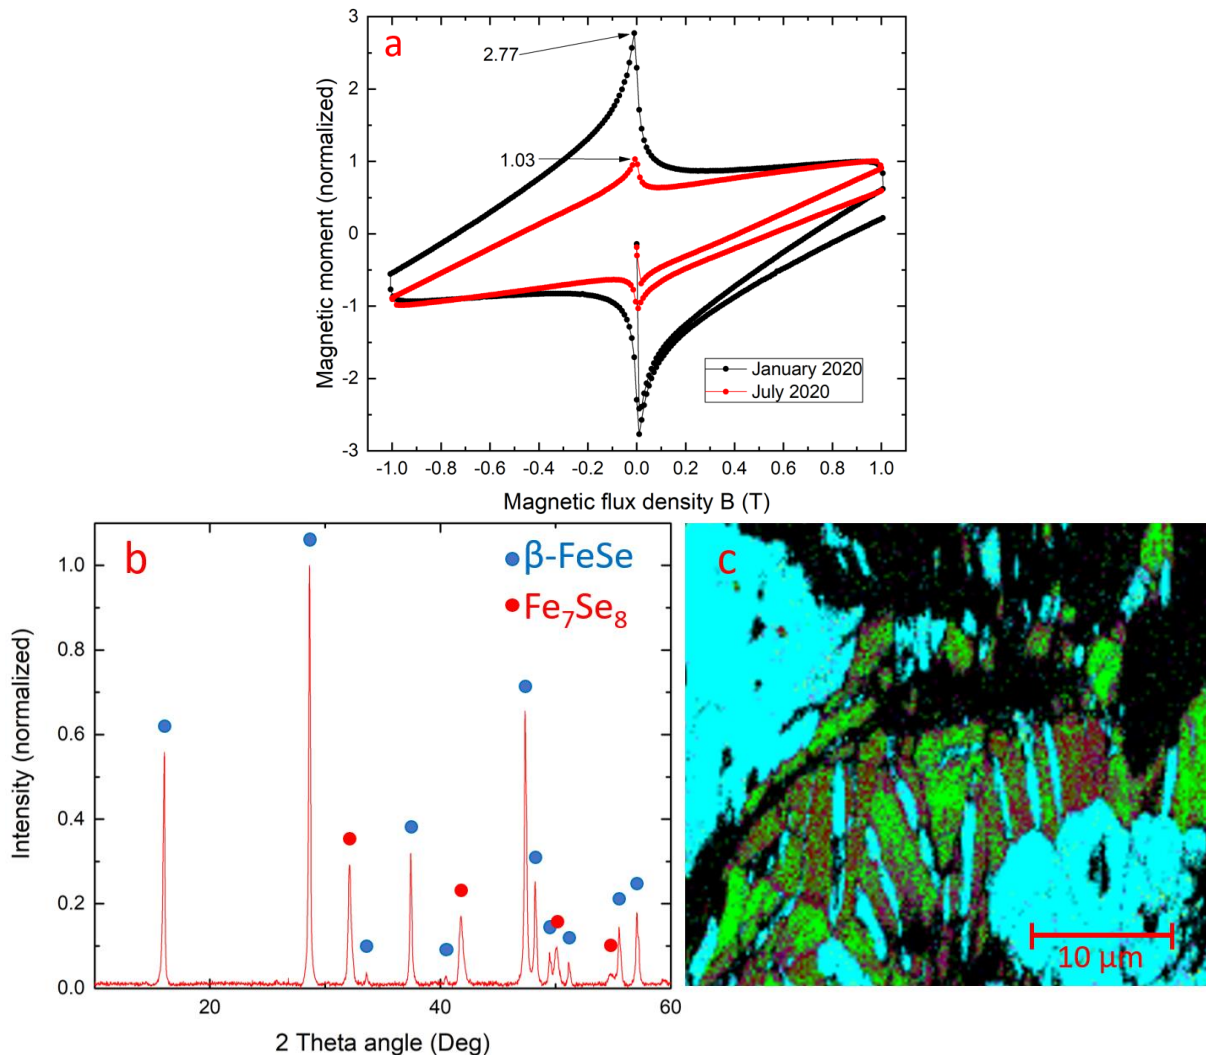 a
3
2
1
0
-1
-2
-3
2.77
1.03
January 2020
July 2020
-1.0 -0.8 -0.6 -0.4 -0.2 0.0 0.2 0.4 0.6 0.8 1.0
Magnetic moment (normalized)
Magnetic flux density B (T)
b
β-FeSe
Fe₇Se₈
1.0
0.8
0.6
0.4
0.2
0.0
20 40 60
Intensity (normalized)
2 Theta angle (Deg)
c
10 μm